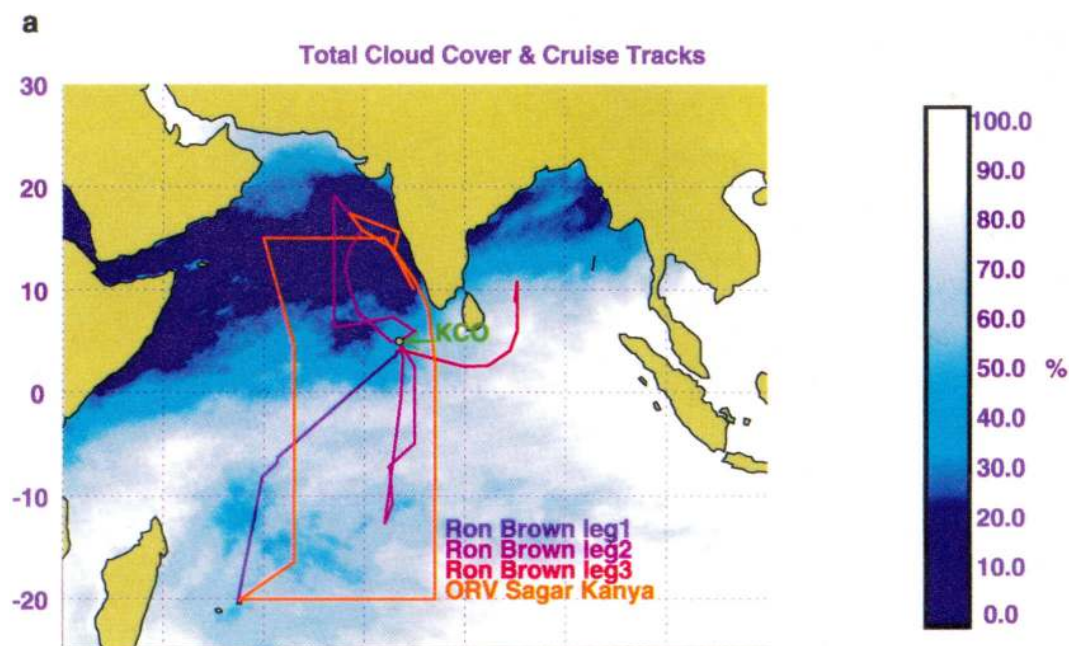 a
Total Cloud Cover & Cruise Tracks
30
20
10
0
-10
-20
KCO
Ron Brown leg1
Ron Brown leg2
Ron Brown leg3
ORV Sagar Kanya
100.0
90.0
80.0
70.0
60.0
50.0 %
40.0
30.0
20.0
10.0
0.0